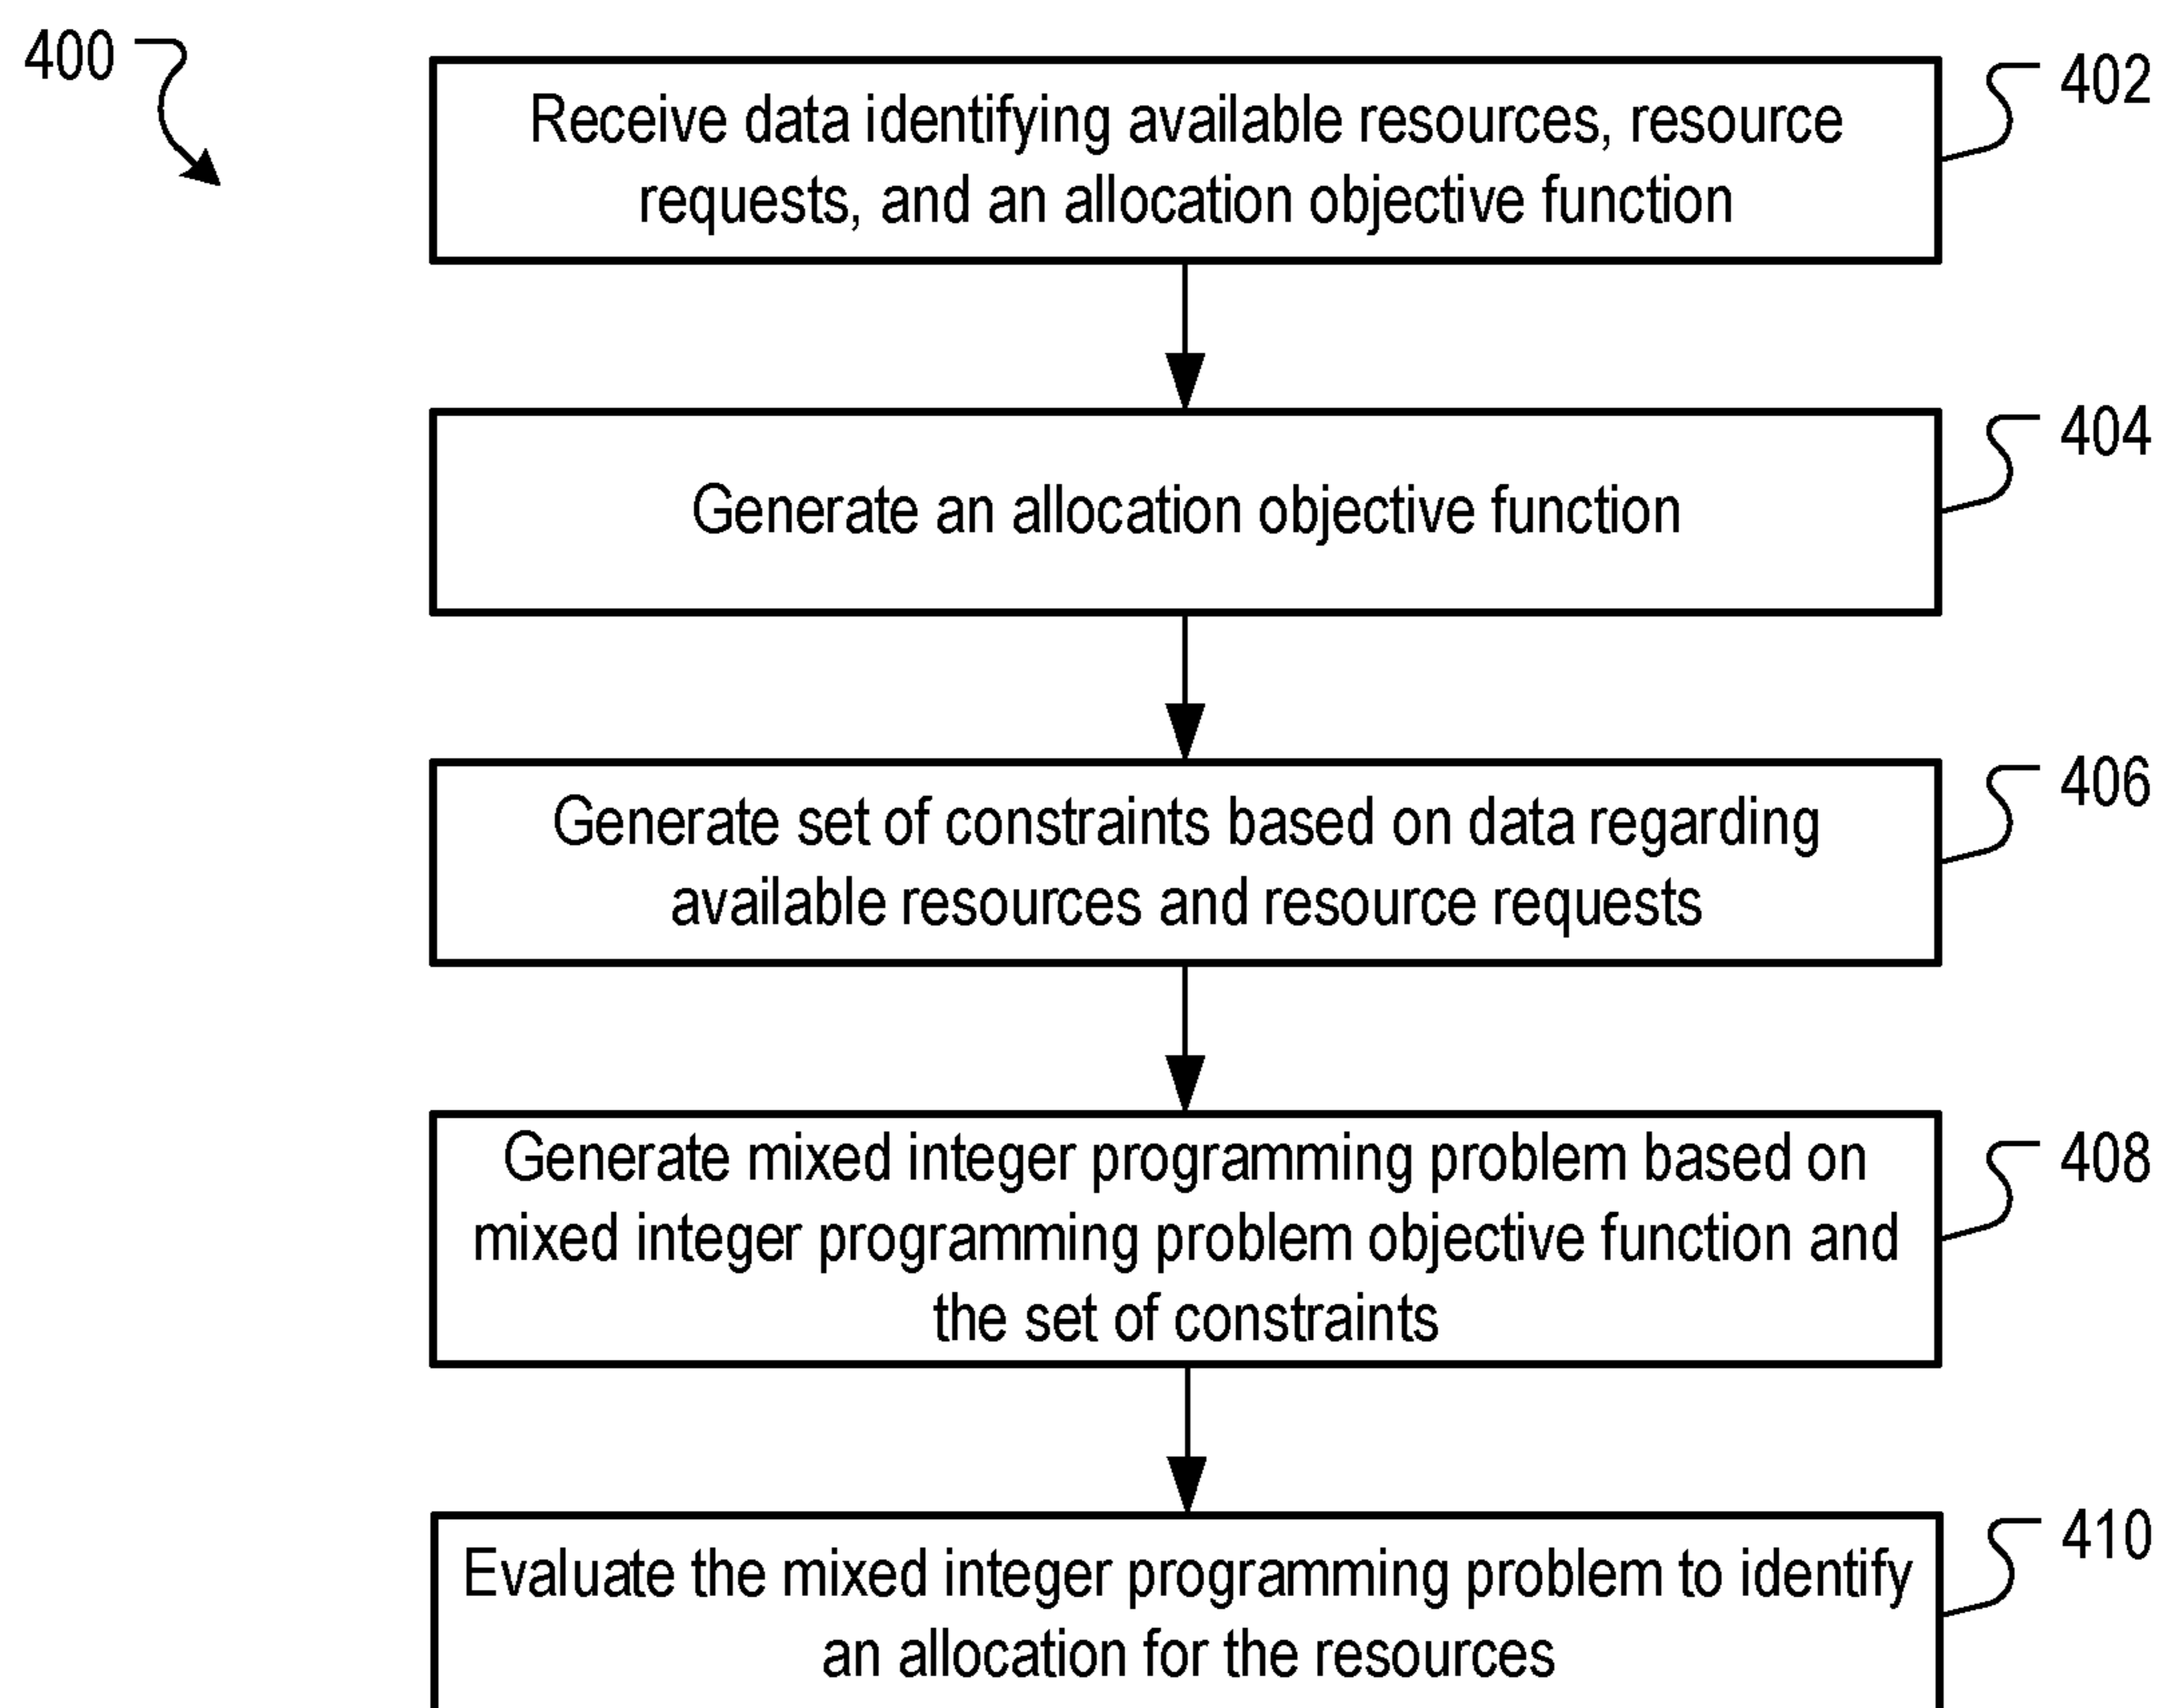 400
402
Receive data identifying available resources, resource
requests, and an allocation objective function
404
Generate an allocation objective function
406
Generate set of constraints based on data regarding
available resources and resource requests
408
Generate mixed integer programming problem based on
mixed integer programming problem objective function and
the set of constraints
410
Evaluate the mixed integer programming problem to identify
an allocation for the resources